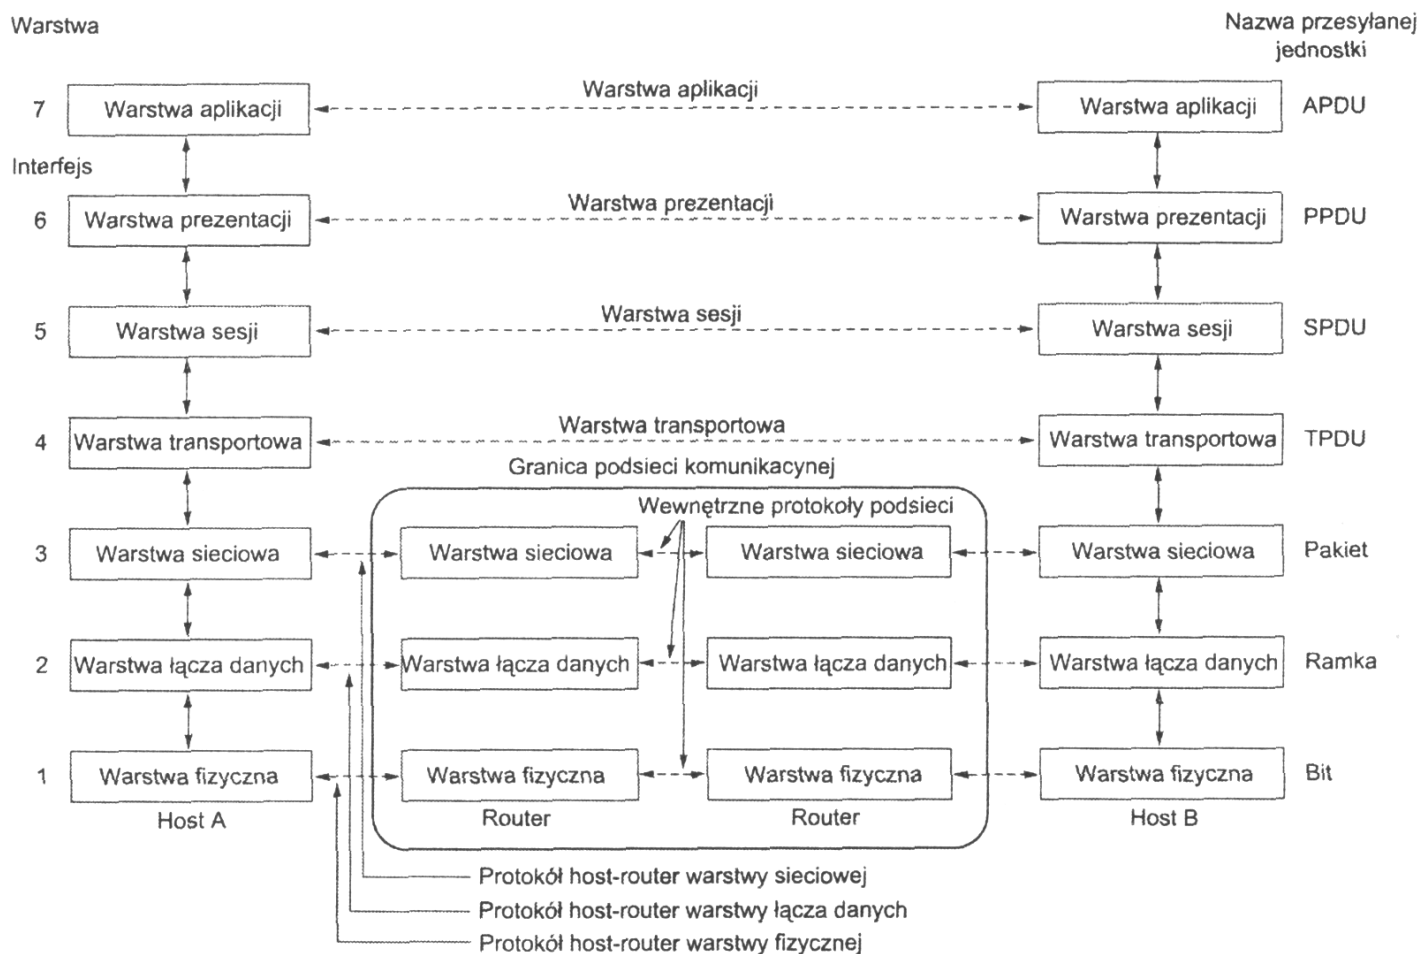 Warstwa
Nazwa przesyłanej
jednostki
7
Warstwa aplikacji
Warstwa aplikacji
Warstwa aplikacji
APDU
Interfejs
6
Warstwa prezentacji
Warstwa prezentacji
Warstwa prezentacji
PPDU
5
Warstwa sesji
Warstwa sesji
Warstwa sesji
SPDU
4
Warstwa transportowa
Warstwa transportowa
Warstwa transportowa
TPDU
Granica podsieci komunikacynej
Wewnętrzne protokoły podsieci
3
Warstwa sieciowa
Warstwa sieciowa
Warstwa sieciowa
Warstwa sieciowa
Pakiet
2
Warstwa łącza danych
Warstwa łącza danych
Warstwa łącza danych
Warstwa łącza danych
Ramka
1
Warstwa fizyczna
Warstwa fizyczna
Warstwa fizyczna
Warstwa fizyczna
Bit
Host A
Router
Router
Host B
Protokół host-router warstwy sieciowej
Protokół host-router warstwy łącza danych
Protokół host-router warstwy fizycznej